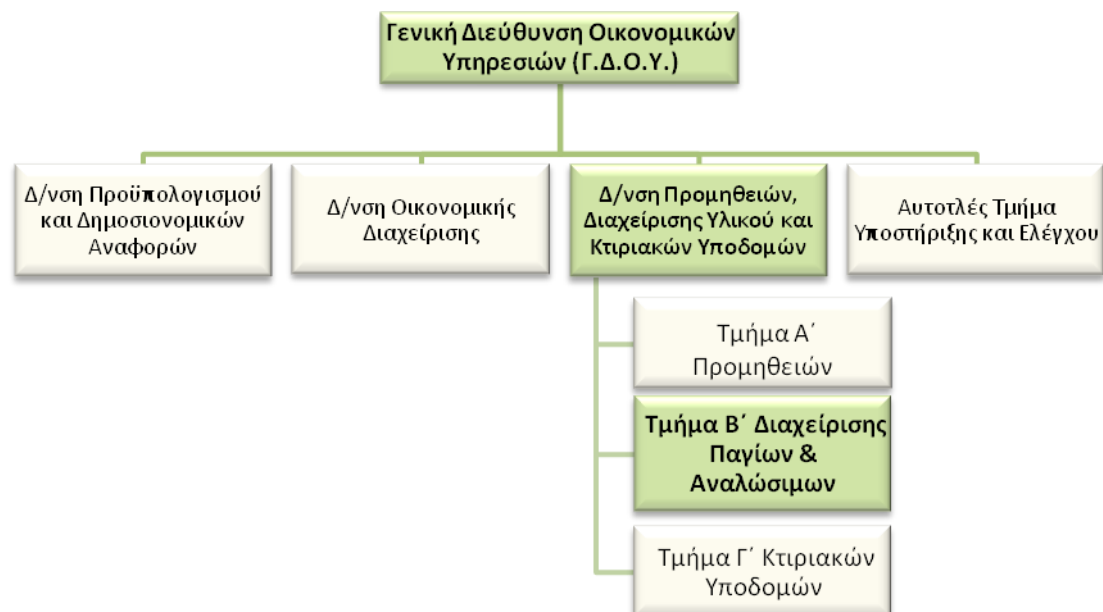 Γενική Διεύθυνση Οικονομικών
Υπηρεσιών (Γ.Δ.Ο.Υ.)
Δ/νση Προϋπολογισμού
και Δημοσιονομικών
Αναφορών
Δ/νση Οικονομικής
Διαχείρισης
Δ/νση Προμηθειών,
Διαχείρισης Υλικού και
Κτιριακών Υποδομών
Αυτοτλές Τμήμα
Υποστήριξης και Ελέγχου
Τμήμα Α΄
Προμηθειών
Τμήμα Β΄ Διαχείρισης
Παγίων &
Αναλώσιμων
Τμήμα Γ΄ Κτιριακών
Υποδομών